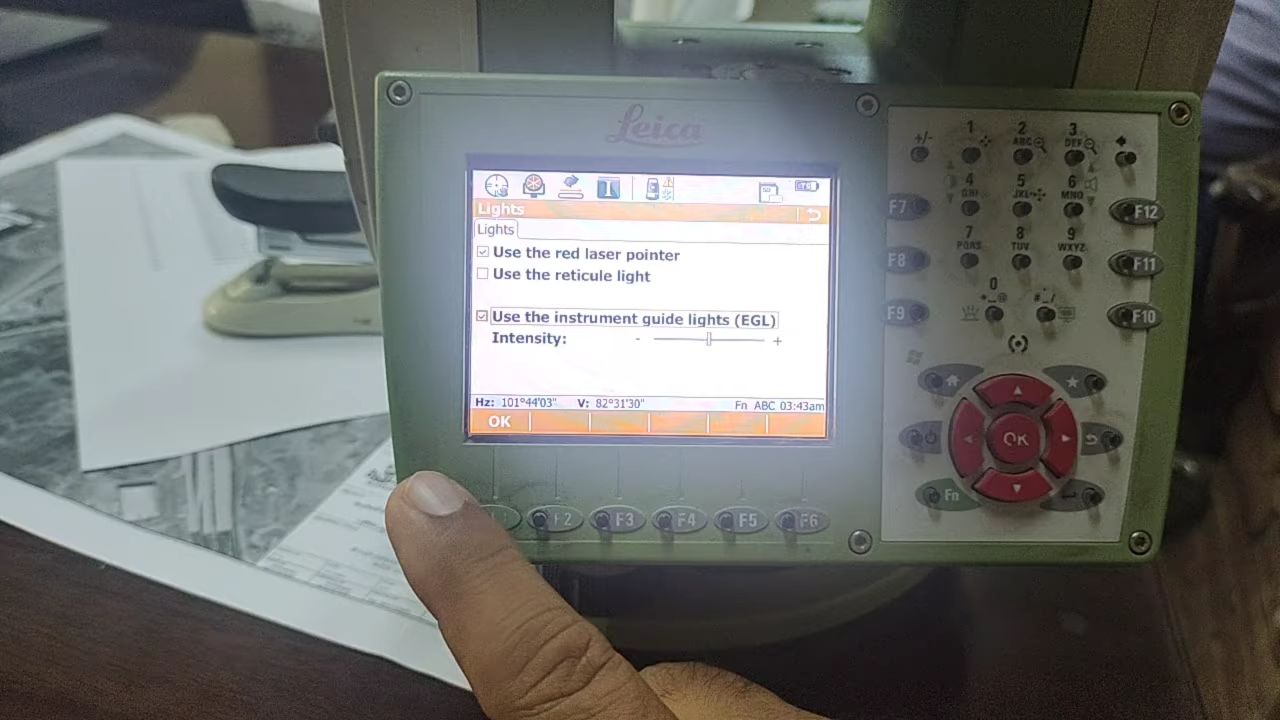 Leica
Lights
Lights
Use the red laser pointer
Use the reticule light
Use the instrument guide lights (EGL)
Intensity: - +
Hz: 101°44'03" V: 82°31'30" Fn ABC 03:43am
OK
F2 F3 F4 F5 F6
+/- 1 2 3
ABC DEF
4 5 6
GHI JKL MNO
F7 F12
7 8 9
PQRS TUV WXYZ
F8 F11
0
F9 F10
OK
Fn